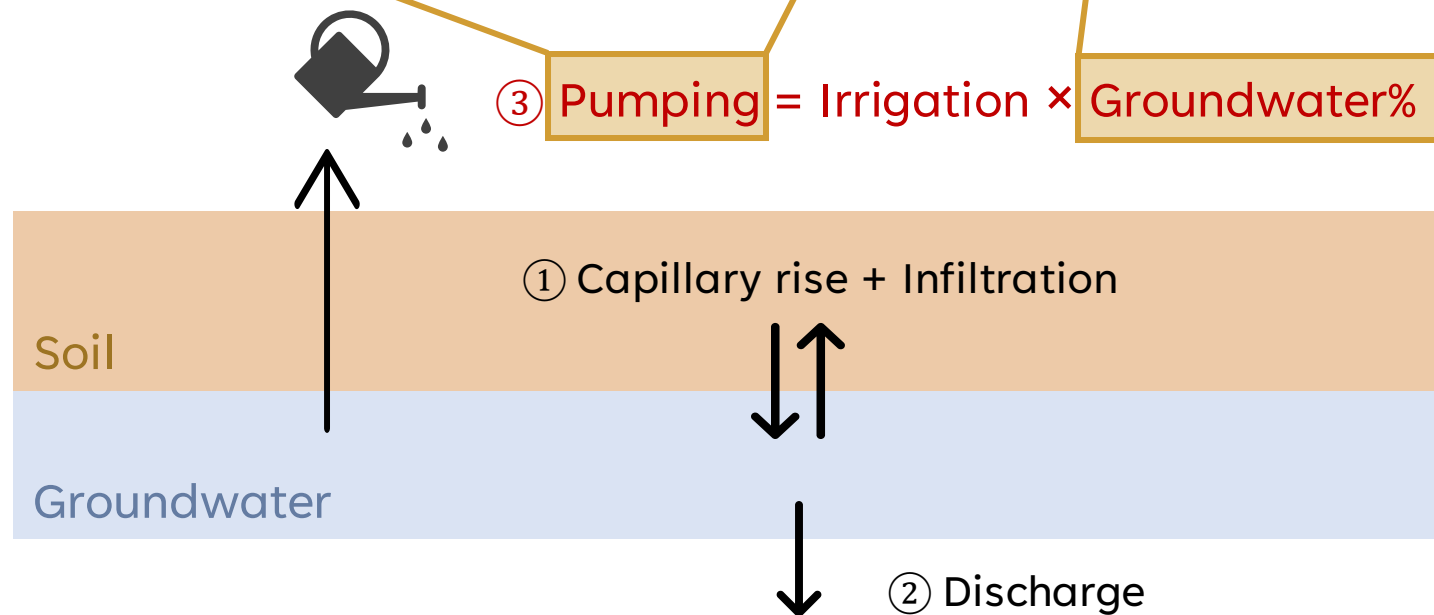 ③ Pumping = Irrigation × Groundwater%
① Capillary rise + Infiltration
Soil
Groundwater
② Discharge